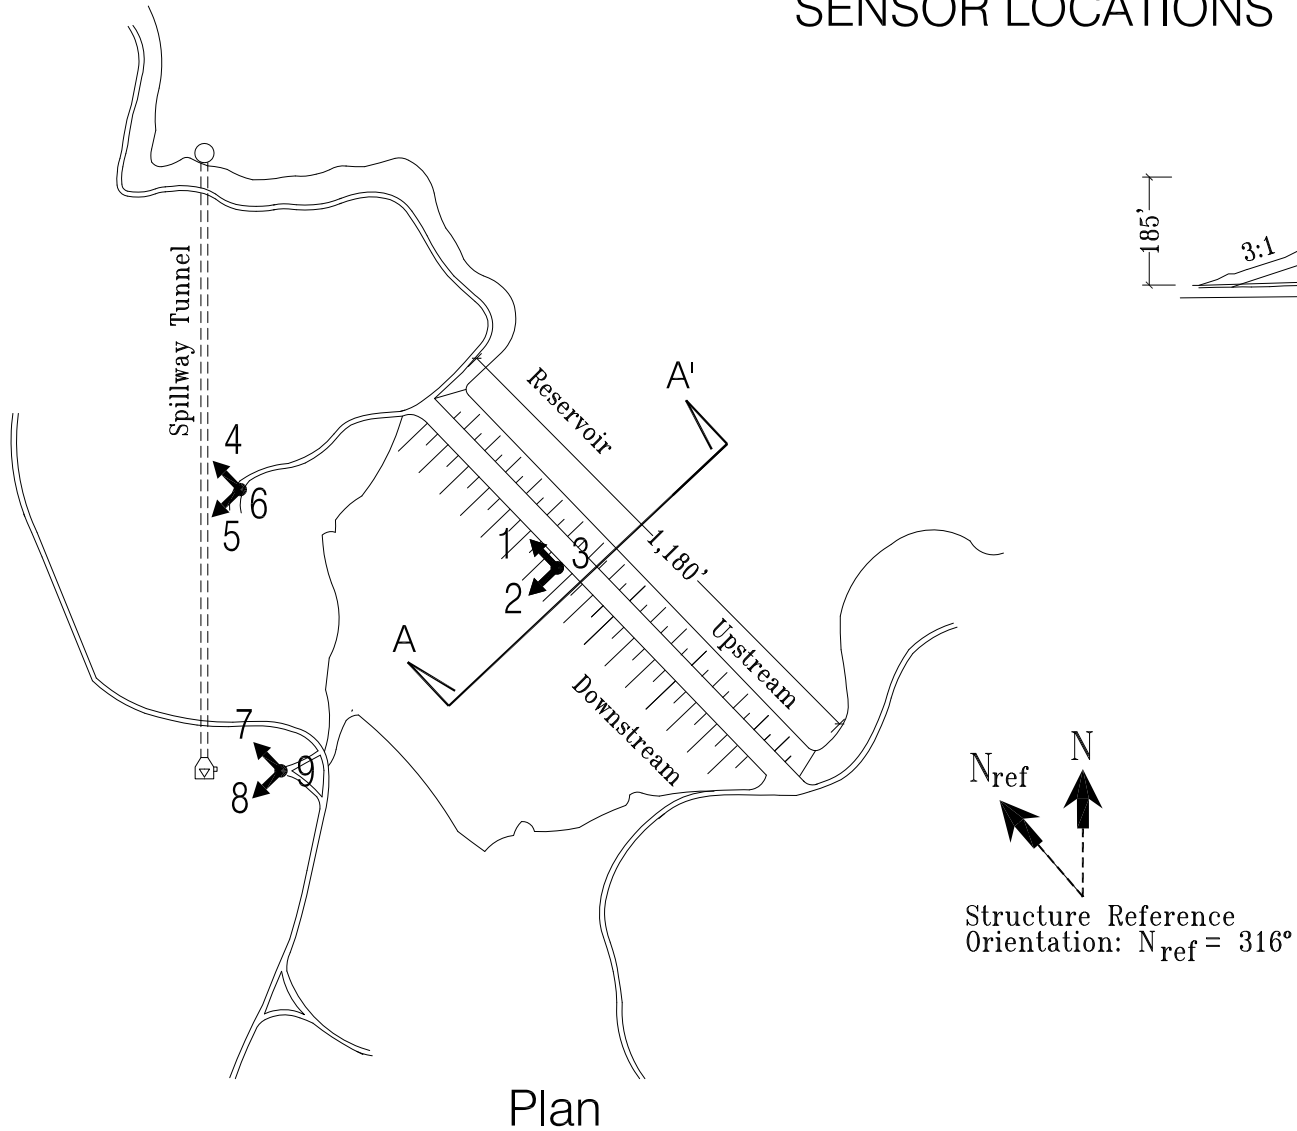 SENSOR LOCATIONS
185'
3:1
Spillway Tunnel
Reservoir
A'
4
6
5
1
3
2
1,180'
A
Upstream
Downstream
7
9
8
N
Nref
Structure Reference
Orientation: Nref = 316°
Plan